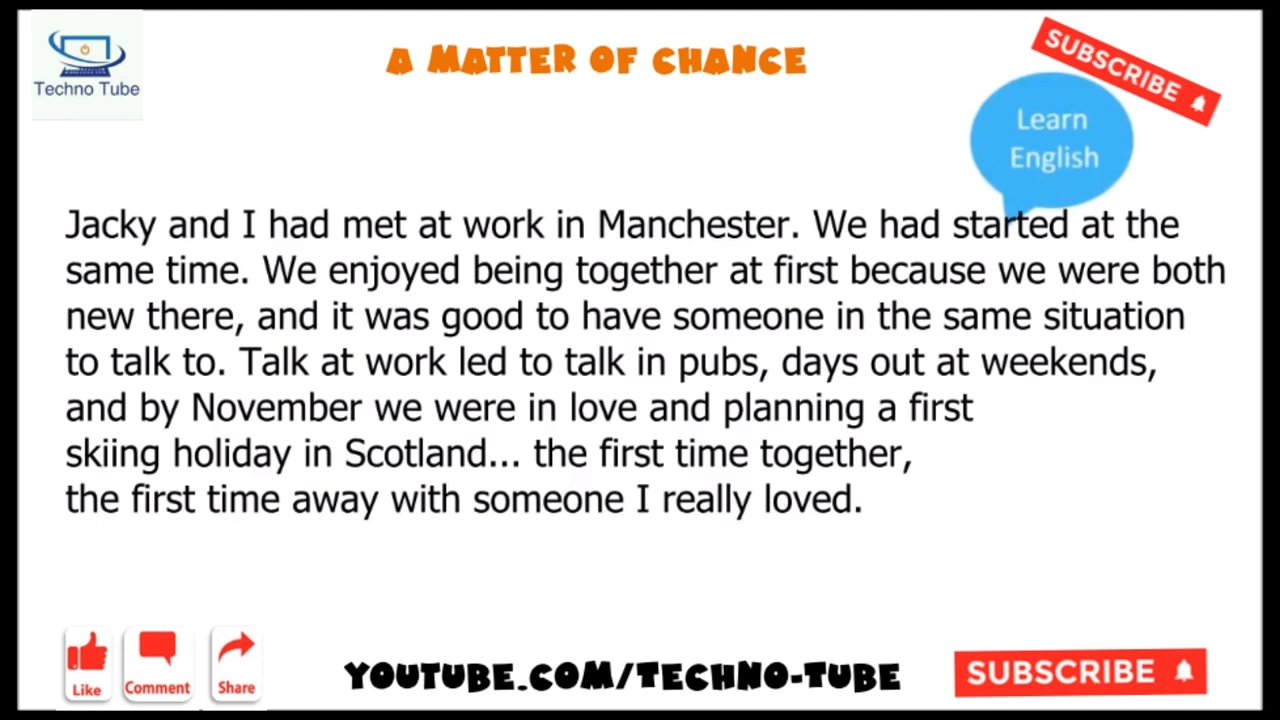 Techno Tube
A MATTER OF CHANCE
SUBSCRIBE
Learn
English
Jacky and I had met at work in Manchester. We had started at the
same time. We enjoyed being together at first because we were both
new there, and it was good to have someone in the same situation
to talk to. Talk at work led to talk in pubs, days out at weekends,
and by November we were in love and planning a first
skiing holiday in Scotland... the first time together,
the first time away with someone I really loved.
Like
Comment
Share
YOUTUBE.COM/TECHNO-TUBE
SUBSCRIBE